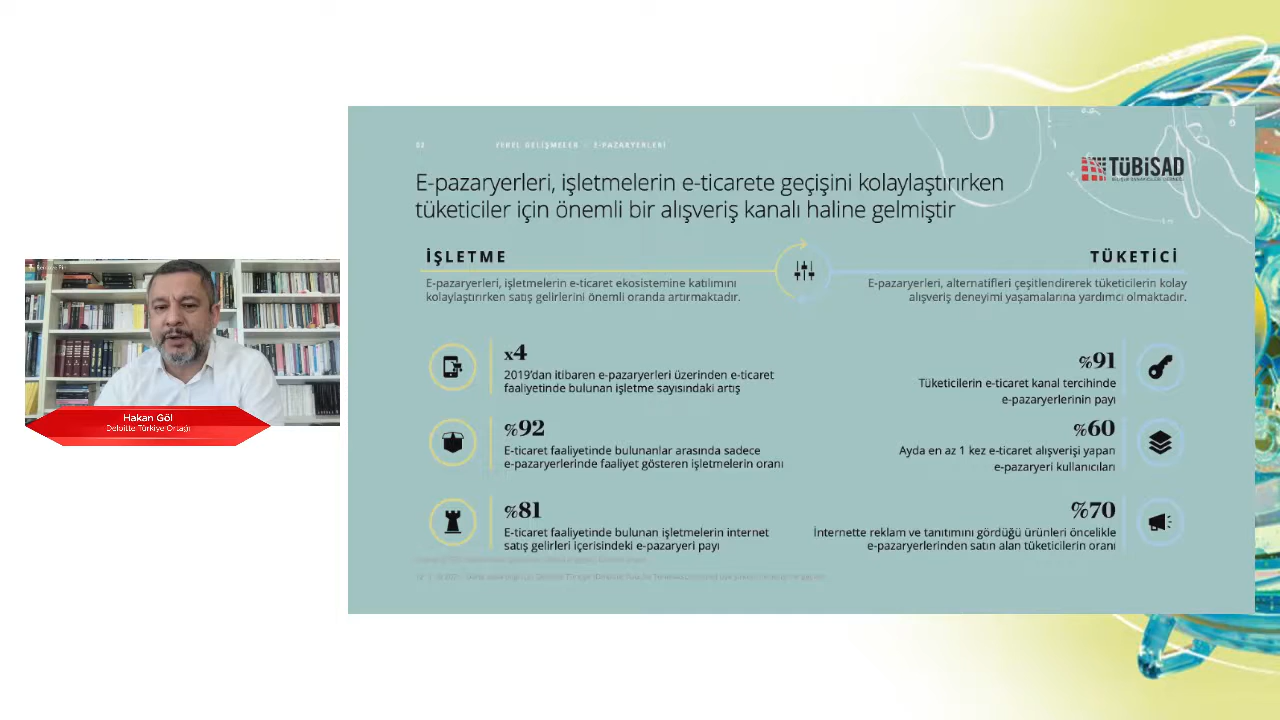 02
YEREL GELİŞMELER - E-PAZARYERLERİ
TÜBİSAD
E-pazaryerleri, işletmelerin e-ticarete geçişini kolaylaştırırken
tüketiciler için önemli bir alışveriş kanalı haline gelmiştir
İŞLETME
E-pazaryerleri, işletmelerin e-ticaret ekosistemine katılımını
kolaylaştırırken satış gelirlerini önemli oranda artırmaktadır.
x4
2019'dan itibaren e-pazaryerleri üzerinden e-ticaret
faaliyetinde bulunan işletme sayısındaki artış
%92
E-ticaret faaliyetinde bulunanlar arasında sadece
e-pazaryerlerinde faaliyet gösteren işletmelerin oranı
%81
E-ticaret faaliyetinde bulunan işletmelerin internet
satış gelirleri içerisindeki e-pazaryeri payı
TÜKETİCİ
E-pazaryerleri, alternatifleri çeşitlendirerek tüketicilerin kolay
alışveriş deneyimi yaşamalarına yardımcı olmaktadır.
%91
Tüketicilerin e-ticaret kanal tercihinde
e-pazaryerlerinin payı
%60
Ayda en az 1 kez e-ticaret alışverişi yapan
e-pazaryeri kullanıcıları
%70
İnternette reklam ve tanıtımını gördüğü ürünleri öncelikle
e-pazaryerlerinden satın alan tüketicilerin oranı
Hakan Göl
Deloitte Türkiye Ortağı